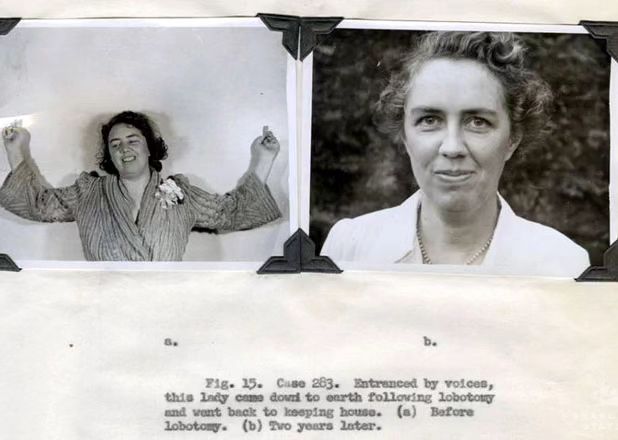 a. b.
Fig. 15. Case 283. Entranced by voices,
this lady came down to earth following lobotomy
and went back to keeping house. (a) Before
lobotomy. (b) Two years later.